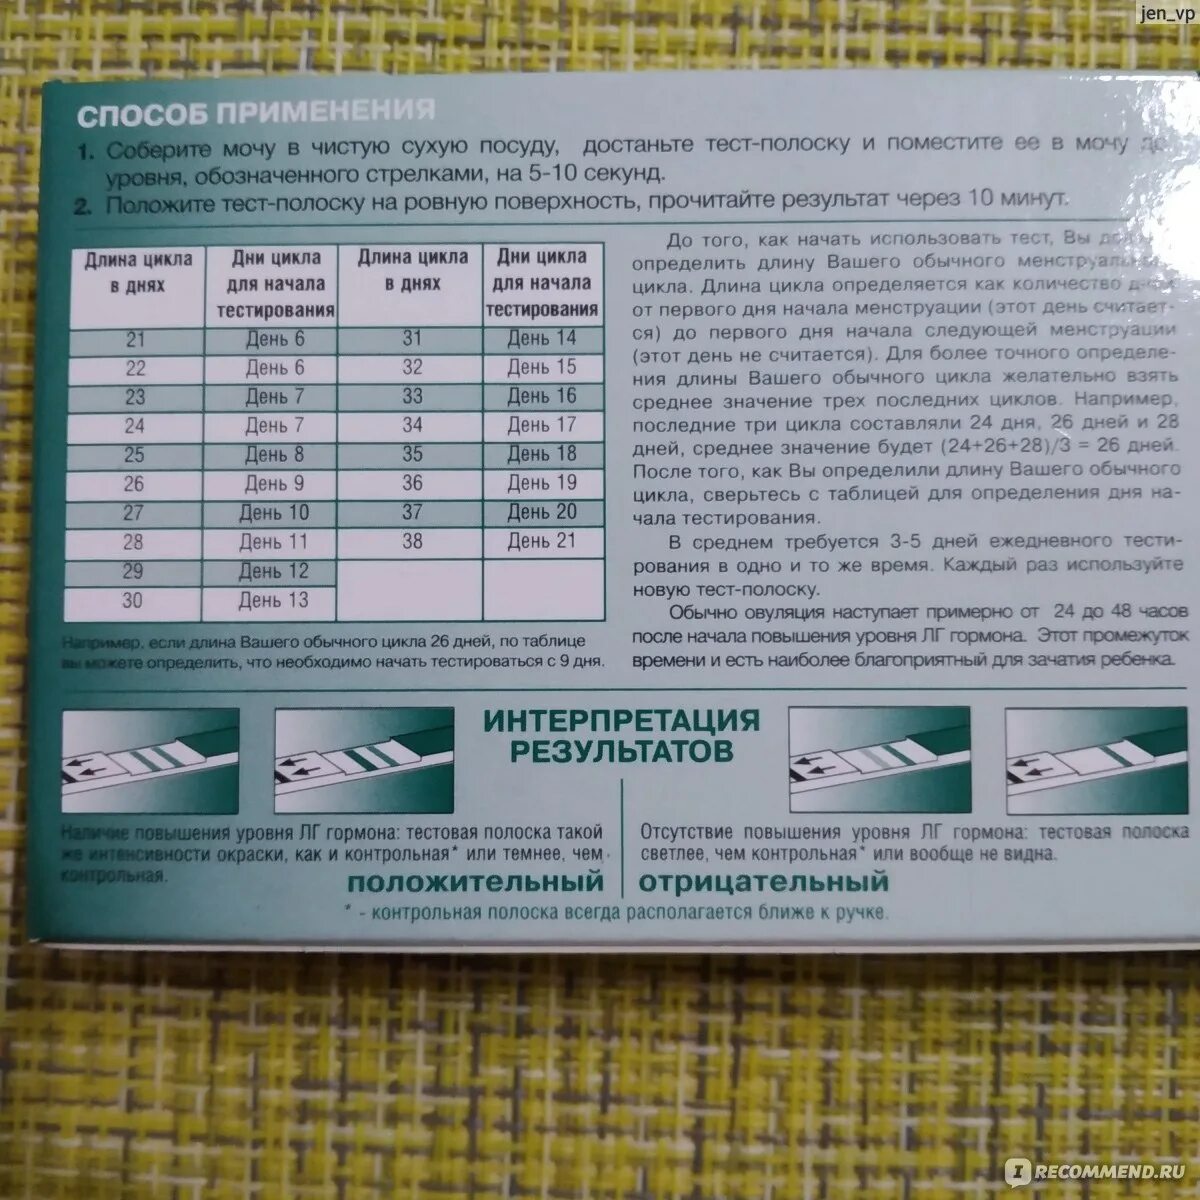 jen_vp
СПОСОБ ПРИМЕНЕНИЯ
1. Соберите мочу в чистую сухую посуду, достаньте тест-полоску и поместите ее в мочу до
уровня, обозначенного стрелками, на 5-10 секунд.
2. Положите тест-полоску на ровную поверхность, прочитайте результат через 10 минут.
Длина цикла в днях | Дни цикла для начала тестирования | Длина цикла в днях | Дни цикла для начала тестирования
21 | День 6 | 31 | День 14
22 | День 6 | 32 | День 15
23 | День 7 | 33 | День 16
24 | День 7 | 34 | День 17
25 | День 8 | 35 | День 18
26 | День 9 | 36 | День 19
27 | День 10 | 37 | День 20
28 | День 11 | 38 | День 21
29 | День 12
30 | День 13
Например, если длина Вашего обычного цикла 26 дней, по таблице
вы можете определить, что необходимо начать тестироваться с 9 дня.
До того, как начать использовать тест, Вы
определить длину Вашего обычного менструального
цикла. Длина цикла определяется как количество дней
от первого дня начала менструации (этот день считает-
ся) до первого дня начала следующей менструации
(этот день не считается). Для более точного определе-
ния длины Вашего обычного цикла желательно взять
среднее значение трех последних циклов. Например,
последние три цикла составляли 24 дня, 26 дней и 28
дней, среднее значение будет (24+26+28)/3 = 26 дней.
После того, как Вы определили длину Вашего обычного
цикла, сверьтесь с таблицей для определения дня на-
чала тестирования.
В среднем требуется 3-5 дней ежедневного тести-
рования в одно и то же время. Каждый раз используйте
новую тест-полоску.
Обычно овуляция наступает примерно от 24 до 48 часов
после начала повышения уровня ЛГ гормона. Этот промежуток
времени и есть наиболее благоприятный для зачатия ребенка.
ИНТЕРПРЕТАЦИЯ
РЕЗУЛЬТАТОВ
Наличие повышения уровня ЛГ гормона: тестовая полоска такой
же интенсивности окраски, как и контрольная* или темнее, чем
контрольная.
положительный
Отсутствие повышения уровня ЛГ гормона: тестовая полоска
светлее, чем контрольная* или вообще не видна.
отрицательный
* - контрольная полоска всегда располагается ближе к ручке.
IRECOMMEND.RU